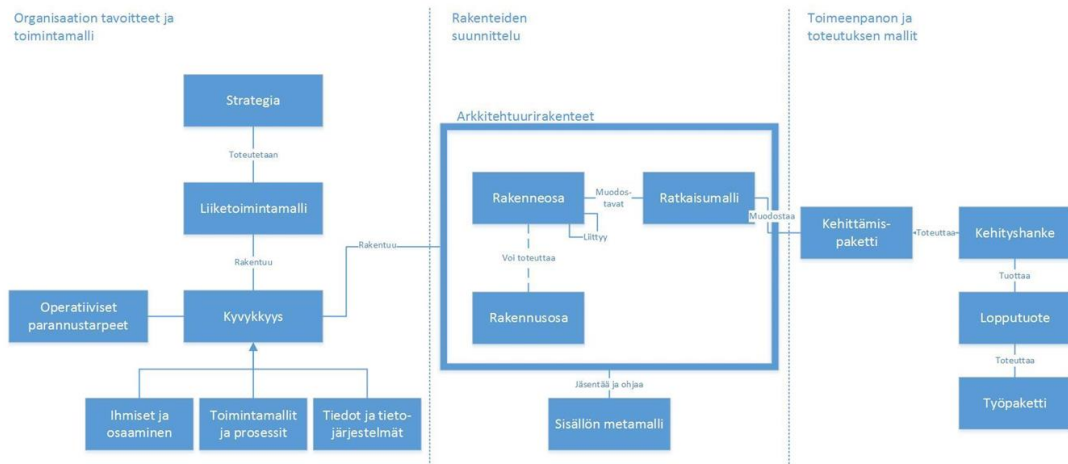 Organisaation tavoitteet ja
toimintamalli
Strategia
Toteutetaan
Liiketoimintamalli
Rakentuu
Operatiiviset
parannustarpeet
Kyvykkyys
Rakentuu
Ihmiset ja
osaaminen
Toimintamallit
ja prosessit
Tiedot ja tieto-
järjestelmät
Rakenteiden
suunnittelu
Arkkitehtuurirakenteet
Rakenneosa
Muodos-
tavat
Ratkaisumalli
Liittyy
Voi toteuttaa
Rakennusosa
Jäsentää ja ohjaa
Sisällön metamalli
Toimeenpanon ja
toteutuksen mallit
Muodostaa
Kehittämis-
paketti
Toteuttaa
Kehityshanke
Tuottaa
Lopputuote
Toteuttaa
Työpaketti